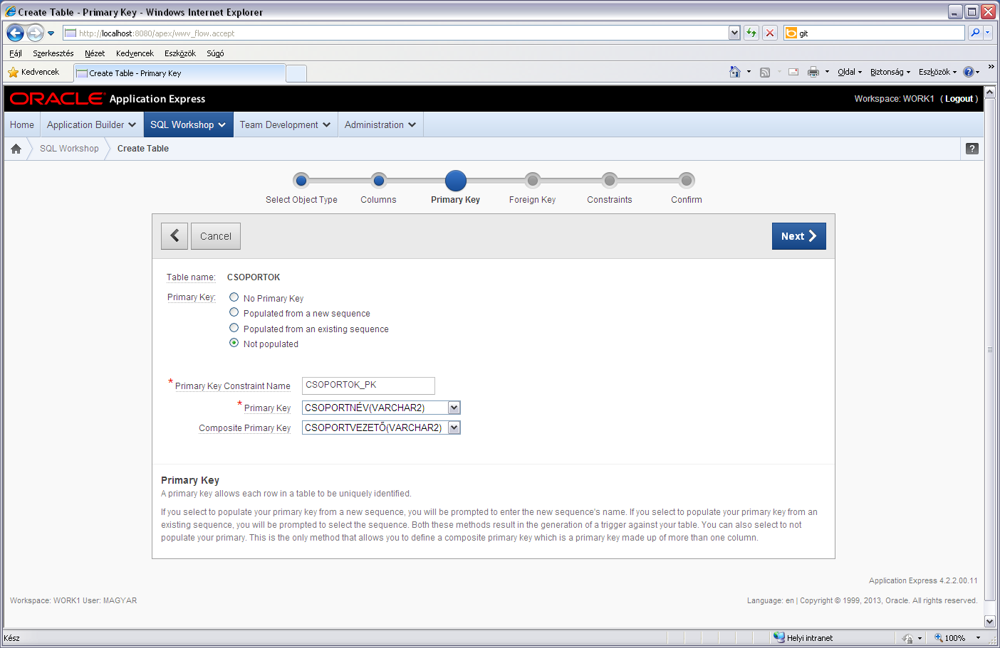 Create Table - Primary Key - Windows Internet Explorer
http://localhost:8080/apex/wwv_flow.accept
git
Fájl Szerkesztés Nézet Kedvencek Eszközök Súgó
Kedvencek Create Table - Primary Key Oldal Biztonság Eszközök »
ORACLE Application Express Workspace: WORK1 ( Logout )
Home Application Builder SQL Workshop Team Development Administration
SQL Workshop Create Table ?
Select Object Type Columns Primary Key Foreign Key Constraints Confirm
Cancel Next
Table name: CSOPORTOK
Primary Key: No Primary Key
Populated from a new sequence
Populated from an existing sequence
Not populated
* Primary Key Constraint Name CSOPORTOK_PK
* Primary Key CSOPORTNÉV(VARCHAR2)
Composite Primary Key CSOPORTVEZETŐ(VARCHAR2)
Primary Key
A primary key allows each row in a table to be uniquely identified.
If you select to populate your primary key from a new sequence, you will be prompted to enter the new sequence's name. If you select to populate your primary key from an
existing sequence, you will be prompted to select the sequence. Both these methods result in the generation of a trigger against your table. You can also select to not
populate your primary. This is the only method that allows you to define a composite primary key which is a primary key made up of more than one column.
Application Express 4.2.2.00.11
Workspace: WORK1 User: MAGYAR Language: en | Copyright © 1999, 2013, Oracle. All rights reserved.
Kész Helyi intranet 100%